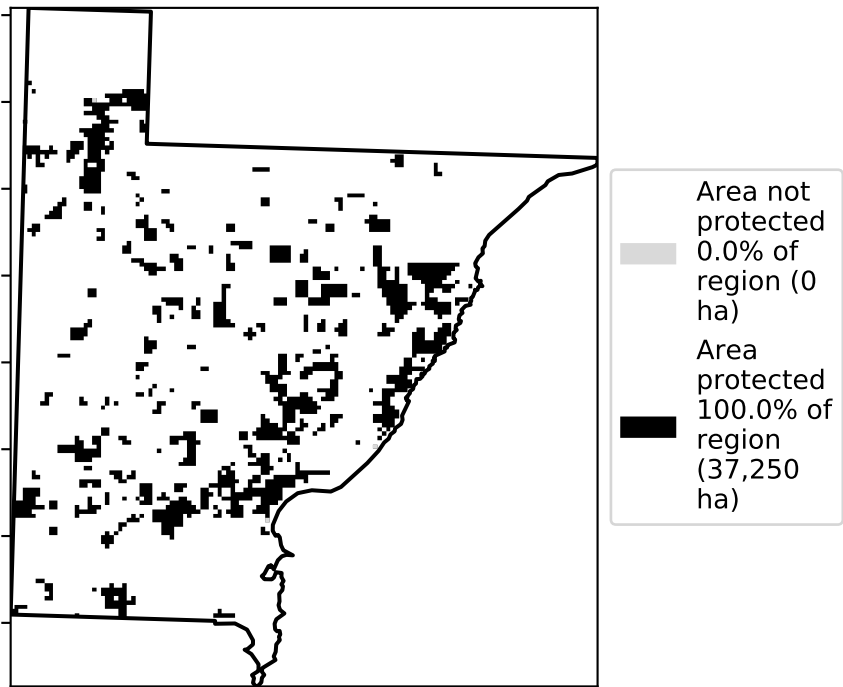 Area not
protected
0.0% of
region (0
ha)
Area
protected
100.0% of
region
(37,250
ha)